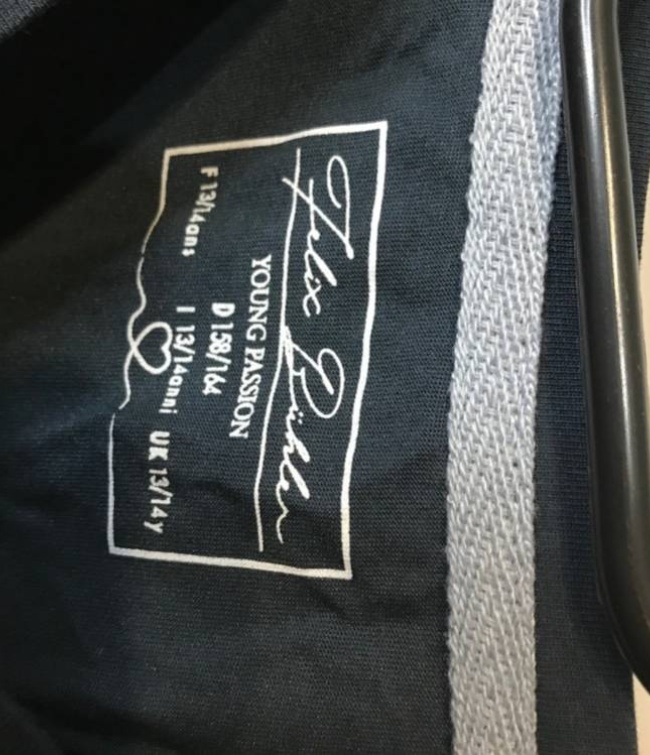 Felix Bühler
YOUNG PASSION
D 158/164
F 13/14ans I 13/14anni UK 13/14y